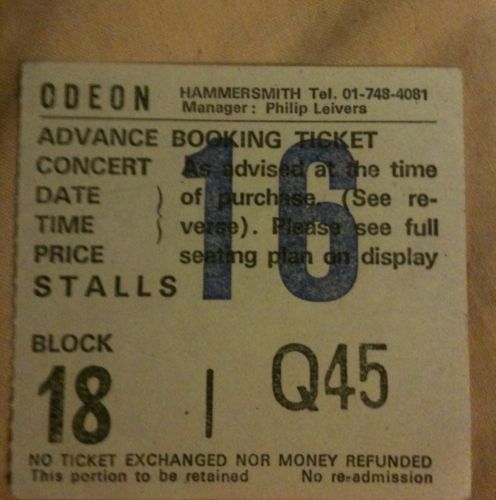 ODEON HAMMERSMITH Tel. 01-748-4081
Manager: Philip Leivers
ADVANCE BOOKING TICKET
16
CONCERT As advised at the time
DATE } of purchase. (See re-
TIME } verse). Please see full
PRICE seating plan on display
STALLS
BLOCK
18 | Q45
NO TICKET EXCHANGED NOR MONEY REFUNDED
This portion to be retained No re-admission